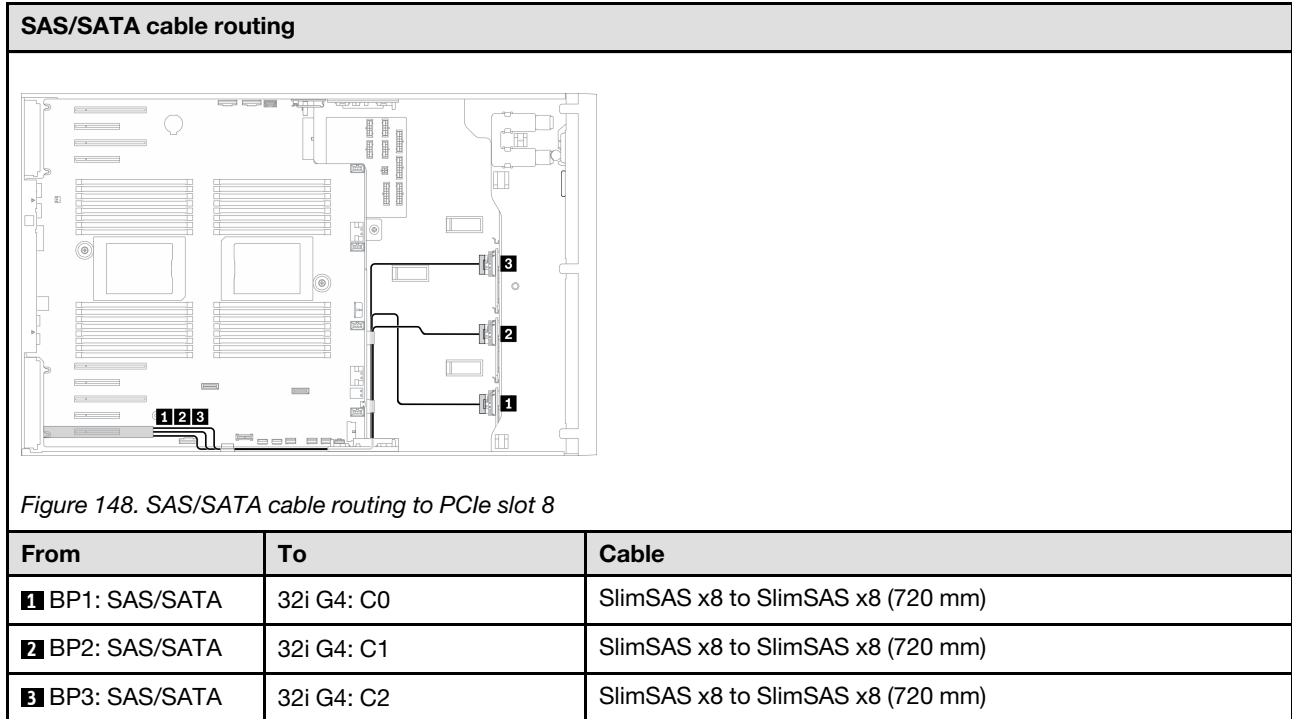 SAS/SATA cable routing
3
2
1
1 2 3
Figure 148. SAS/SATA cable routing to PCIe slot 8
From To Cable
1 BP1: SAS/SATA 32i G4: C0 SlimSAS x8 to SlimSAS x8 (720 mm)
2 BP2: SAS/SATA 32i G4: C1 SlimSAS x8 to SlimSAS x8 (720 mm)
3 BP3: SAS/SATA 32i G4: C2 SlimSAS x8 to SlimSAS x8 (720 mm)